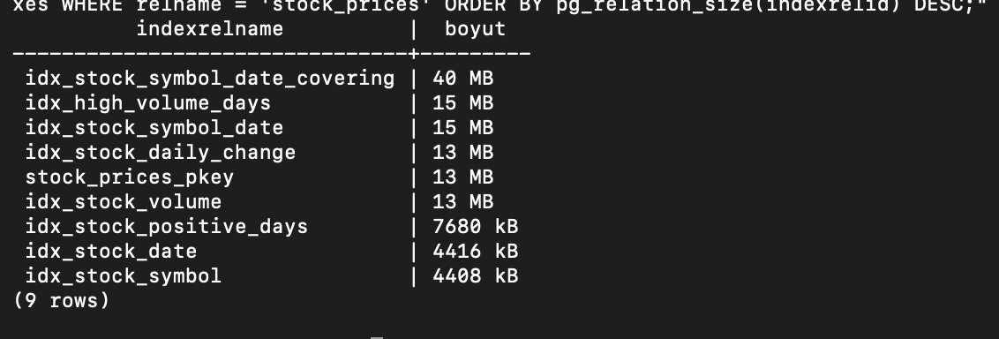 xes WHERE relname = 'stock_prices' ORDER BY pg_relation_size(indexrelid) DESC;"
indexrelname | boyut
--------------------------------+---------
idx_stock_symbol_date_covering | 40 MB
idx_high_volume_days | 15 MB
idx_stock_symbol_date | 15 MB
idx_stock_daily_change | 13 MB
stock_prices_pkey | 13 MB
idx_stock_volume | 13 MB
idx_stock_positive_days | 7680 kB
idx_stock_date | 4416 kB
idx_stock_symbol | 4408 kB
(9 rows)